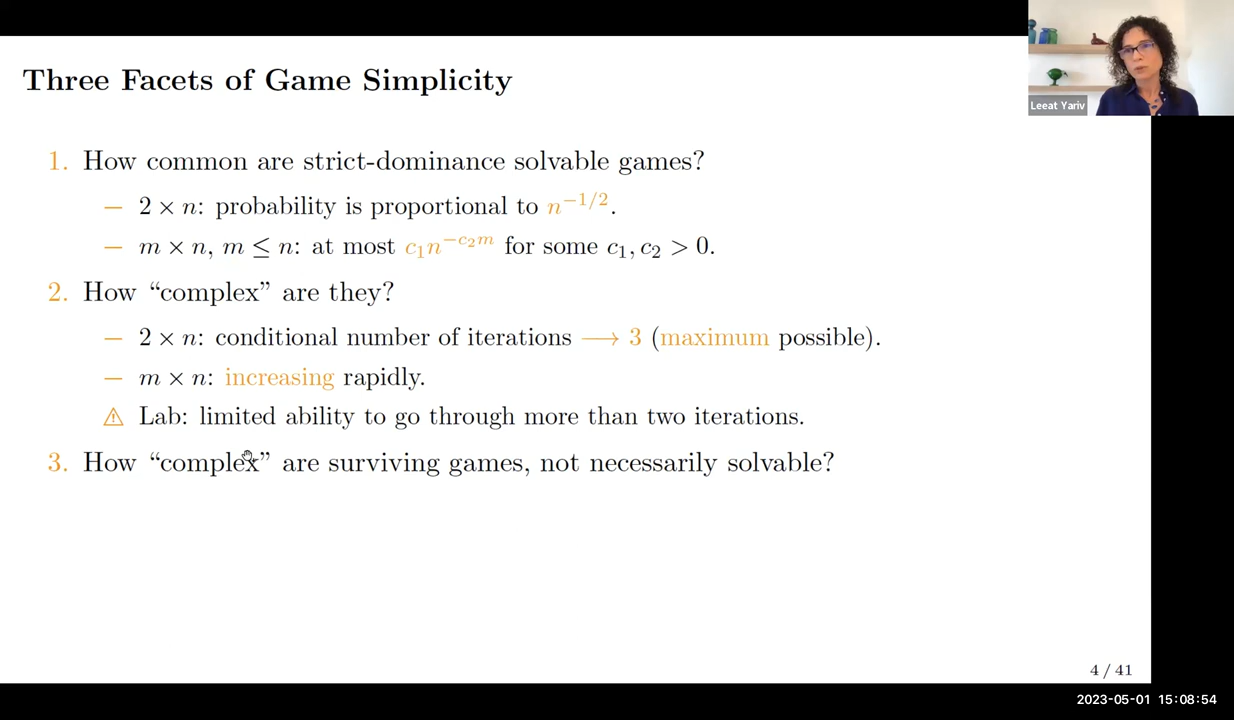 Three Facets of Game Simplicity
Leeat Yariv
1. How common are strict-dominance solvable games?
— 2 × n: probability is proportional to n^{−1/2}.
— m × n, m ≤ n: at most c₁n^{−c₂m} for some c₁, c₂ > 0.
2. How “complex” are they?
— 2 × n: conditional number of iterations ⟶ 3 (maximum possible).
— m × n: increasing rapidly.
⚠ Lab: limited ability to go through more than two iterations.
3. How “complex” are surviving games, not necessarily solvable?
4 / 41
2023-05-01 15:08:54